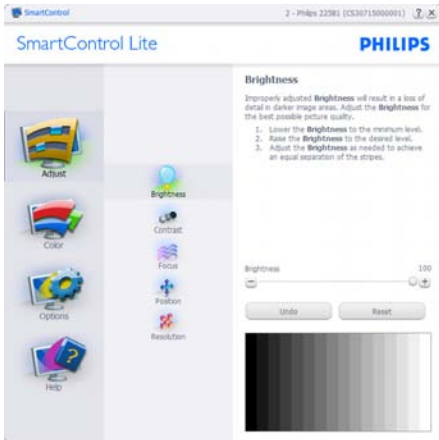 SmartControl
2 - Philips 225B1 (CS30715000001)
SmartControl Lite
PHILIPS
Adjust
Color
Options
Help
Brightness
Contrast
Focus
Position
Resolution
Brightness
Improperly adjusted Brightness will result in a loss of
detail in darker image areas. Adjust the Brightness for
the best possible picture quality.
1. Lower the Brightness to the minimum level.
2. Raise the Brightness to the desired level.
3. Adjust the Brightness as needed to achieve
an equal separation of the stripes.
Brightness 100
Undo Reset